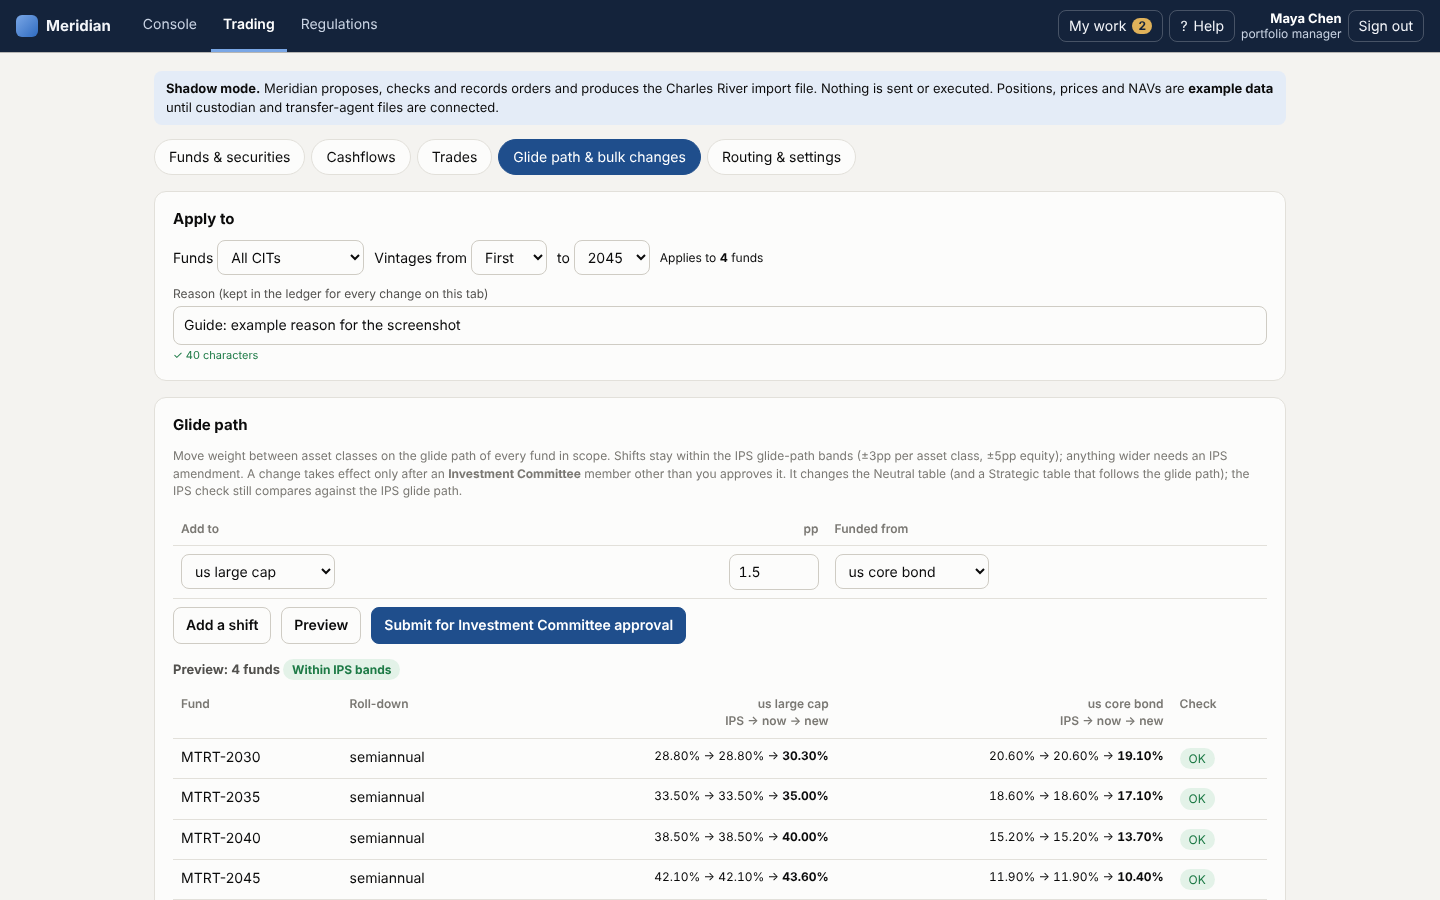 Meridian Console Trading Regulations My work 2 ? Help Maya Chen Sign out
portfolio manager
Shadow mode. Meridian proposes, checks and records orders and produces the Charles River import file. Nothing is sent or executed. Positions, prices and NAVs are example data
until custodian and transfer-agent files are connected.
Funds & securities Cashflows Trades Glide path & bulk changes Routing & settings
Apply to
Funds All CITs Vintages from First to 2045 Applies to 4 funds
Reason (kept in the ledger for every change on this tab)
Guide: example reason for the screenshot
✓ 40 characters
Glide path
Move weight between asset classes on the glide path of every fund in scope. Shifts stay within the IPS glide-path bands (±3pp per asset class, ±5pp equity); anything wider needs an IPS
amendment. A change takes effect only after an Investment Committee member other than you approves it. It changes the Neutral table (and a Strategic table that follows the glide path); the
IPS check still compares against the IPS glide path.
Add to pp Funded from
us large cap 1.5 us core bond
Add a shift Preview Submit for Investment Committee approval
Preview: 4 funds Within IPS bands
Fund Roll-down us large cap us core bond Check
IPS → now → new IPS → now → new
MTRT-2030 semiannual 28.80% → 28.80% → 30.30% 20.60% → 20.60% → 19.10% OK
MTRT-2035 semiannual 33.50% → 33.50% → 35.00% 18.60% → 18.60% → 17.10% OK
MTRT-2040 semiannual 38.50% → 38.50% → 40.00% 15.20% → 15.20% → 13.70% OK
MTRT-2045 semiannual 42.10% → 42.10% → 43.60% 11.90% → 11.90% → 10.40% OK